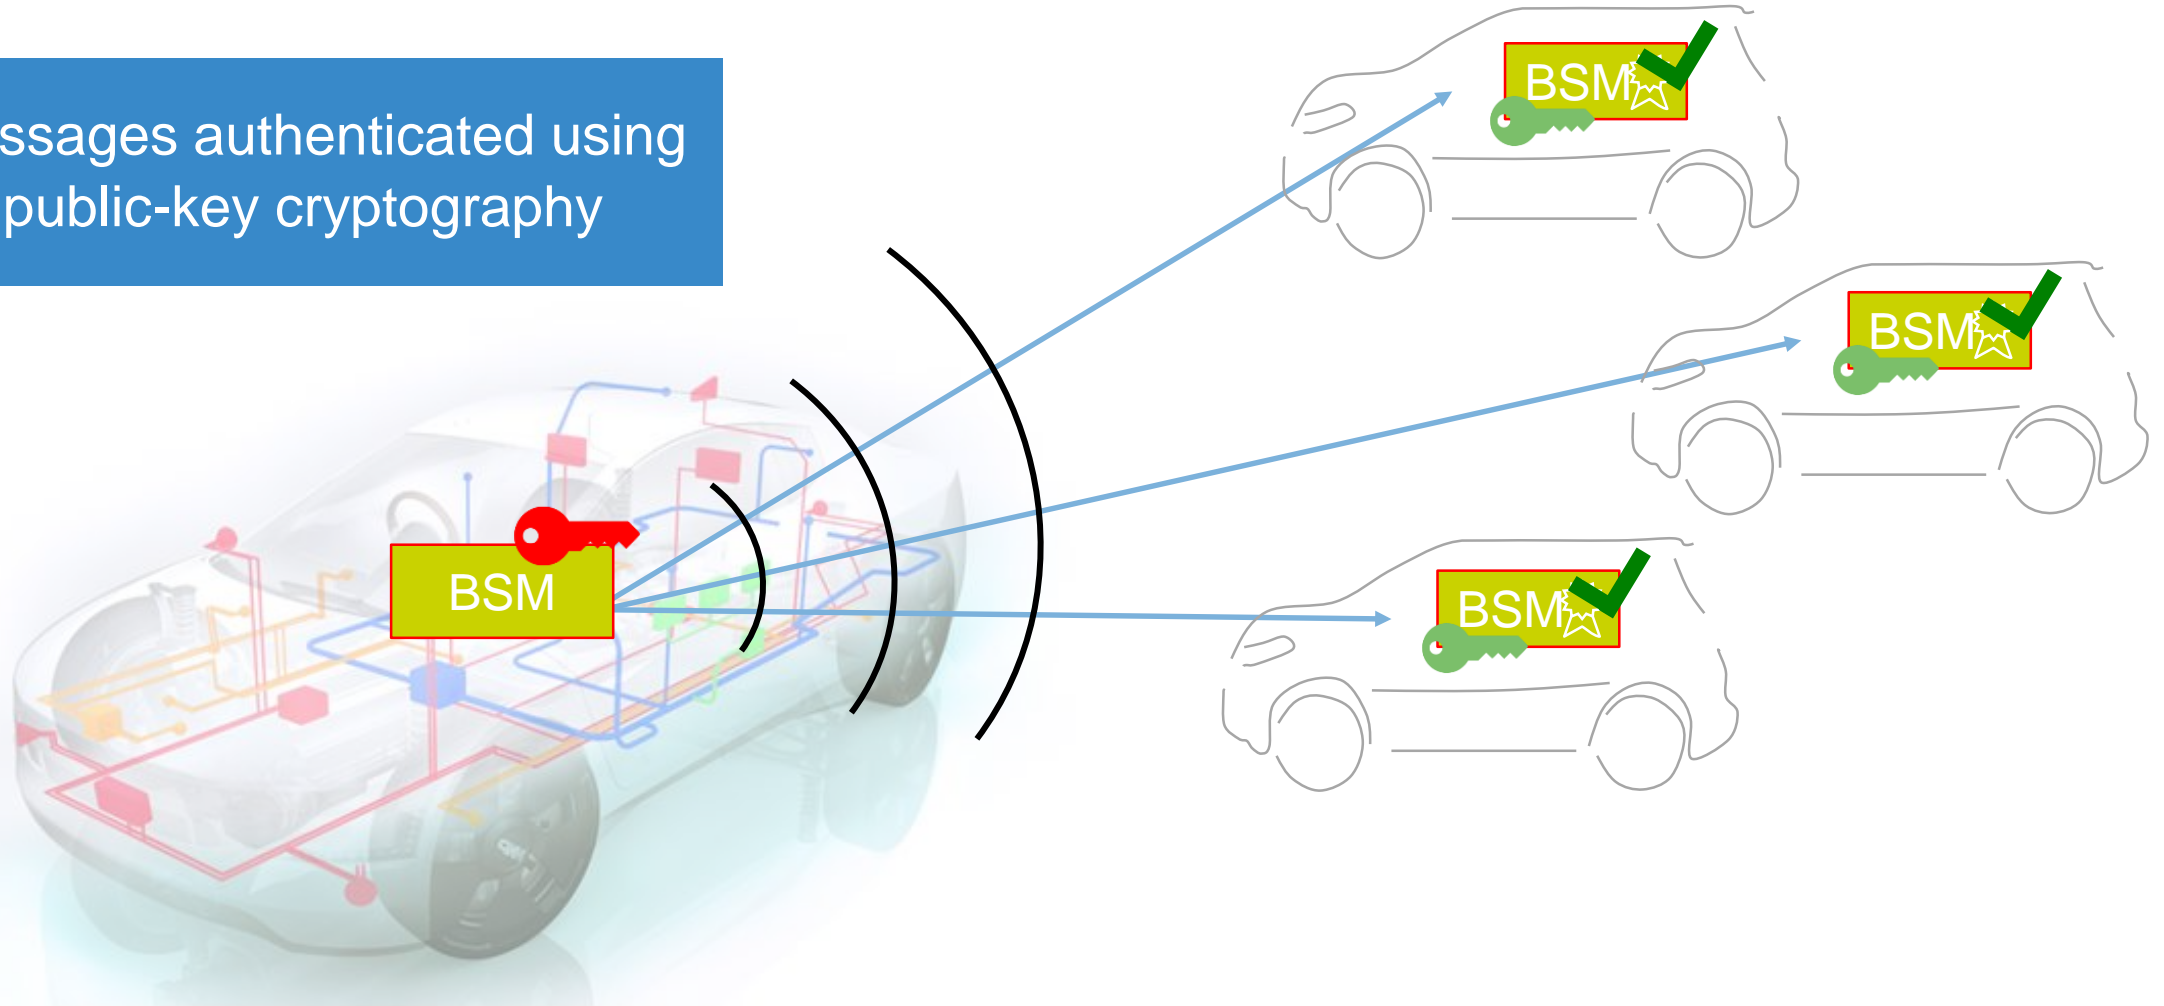 ssages authenticated using
public-key cryptography
BSM
BSM
BSM
BSM